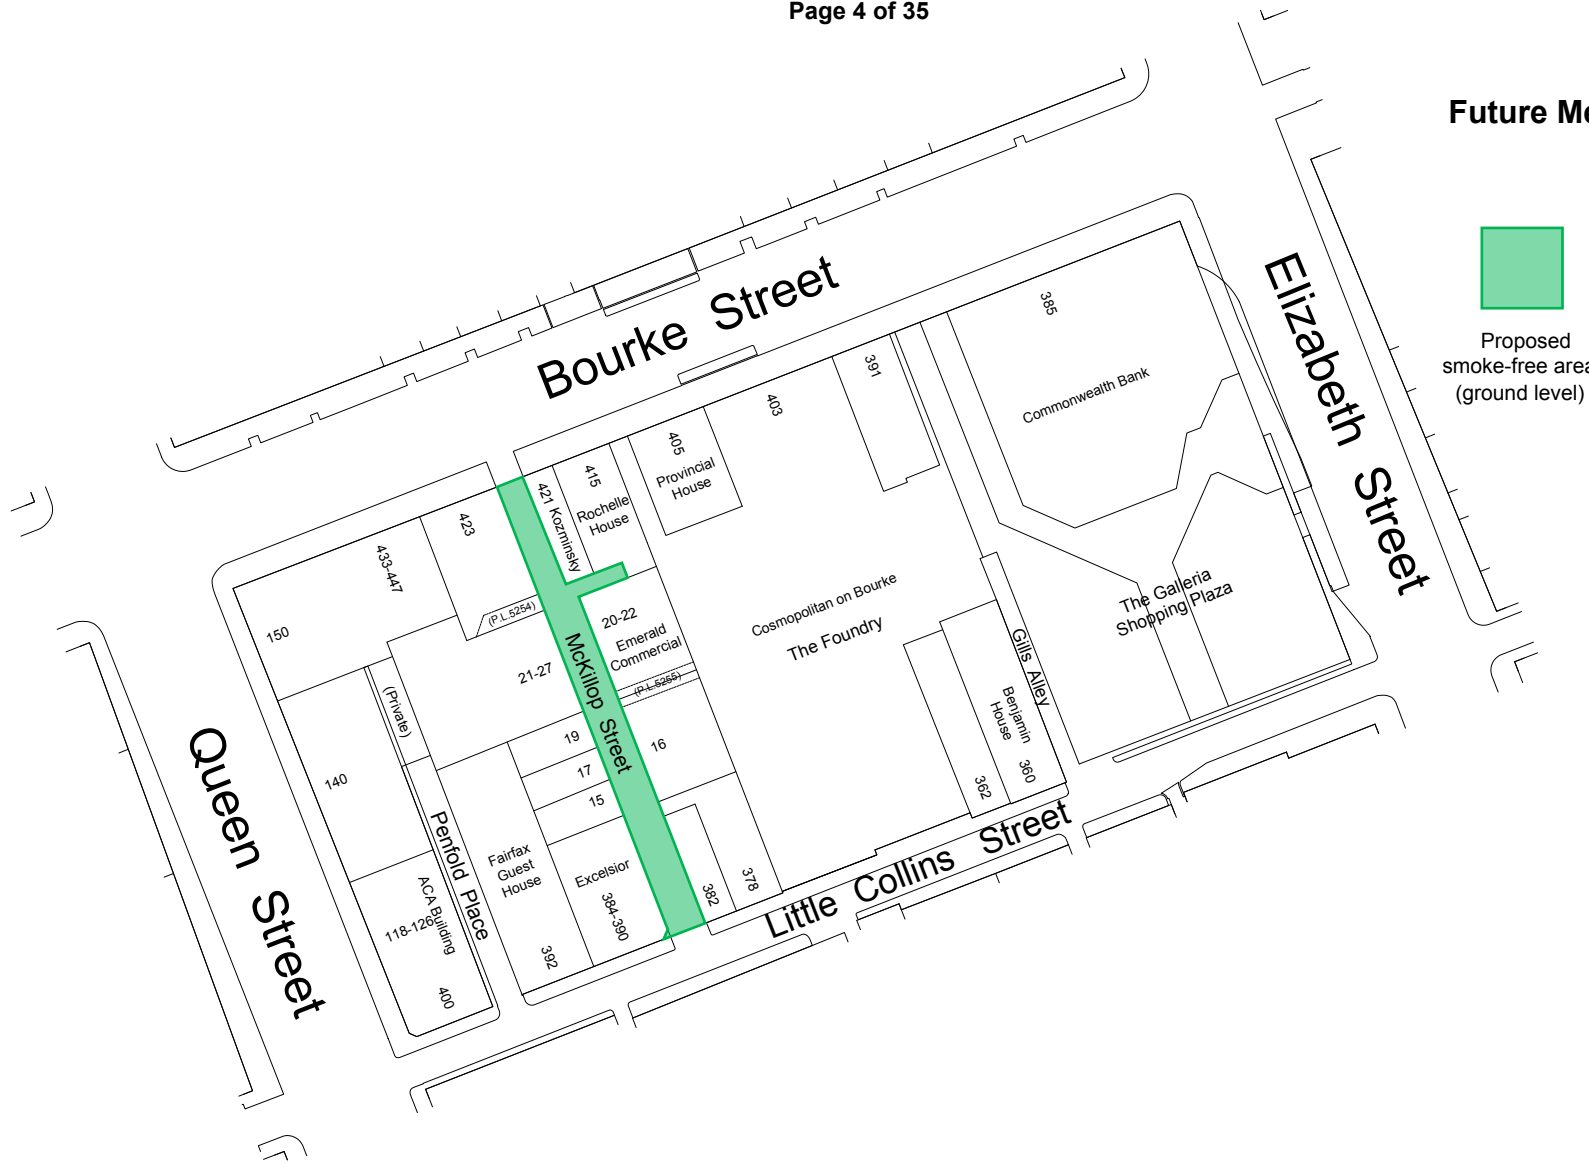 Page 4 of 35
Future Me
Proposed
smoke-free area
(ground level)
Bourke Street
Elizabeth Street
Queen Street
Little Collins Street
McKillop Street
Penfold Place
Gills Alley
385
Commonwealth Bank
391
403
405
Provincial
House
415
Rochelle
House
421 Kozminsky
423
433-447
150
(P.L.5254)
20-22
Emerald
Commercial
(P.L.5255)
Cosmopolitan on Bourke
The Foundry
The Galleria
Shopping Plaza
Benjamin
House
360
362
21-27
(Private)
19
17
15
16
140
Fairfax
Guest
House
Excelsior
384-390
382
378
392
118-126
ACA Building
400